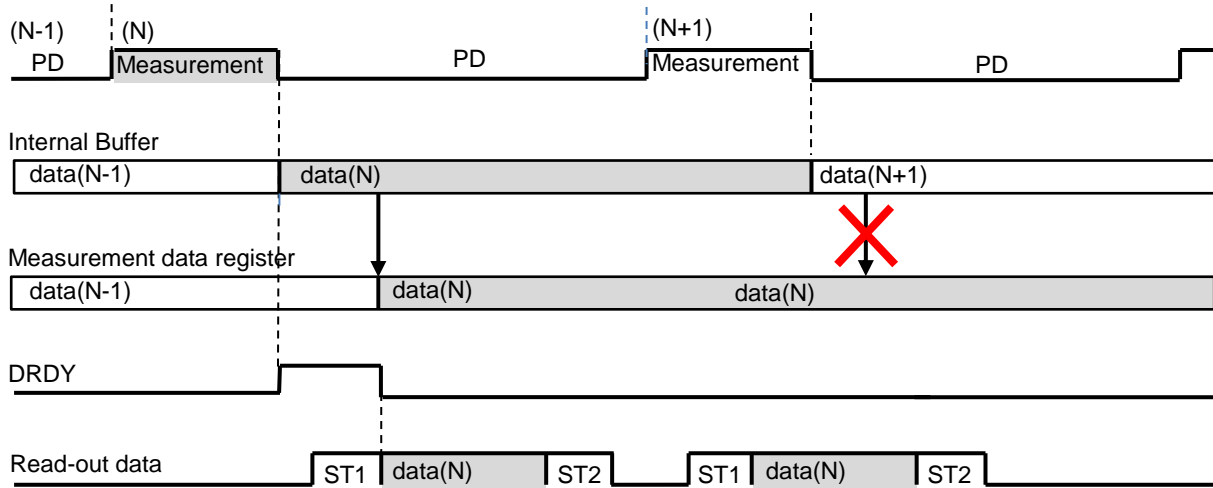 (N-1) (N) (N+1)
PD Measurement PD Measurement PD
Internal Buffer
data(N-1) data(N) data(N+1)
Measurement data register
data(N-1) data(N) data(N)
DRDY
Read-out data ST1 data(N) ST2 ST1 data(N) ST2